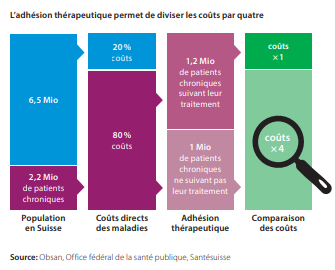 L'adhésion thérapeutique permet de diviser les coûts par quatre
6,5 Mio
2,2 Mio
de patients
chroniques
20 %
coûts
80 %
coûts
1,2 Mio
de patients
chroniques
suivant leur
traitement
1 Mio
de patients
chroniques
ne suivant pas
leur traitement
coûts
×1
coûts
×4
Population
en Suisse
Coûts directs
des maladies
Adhésion
thérapeutique
Comparaison
des coûts
Source: Obsan, Office fédéral de la santé publique, Santésuisse